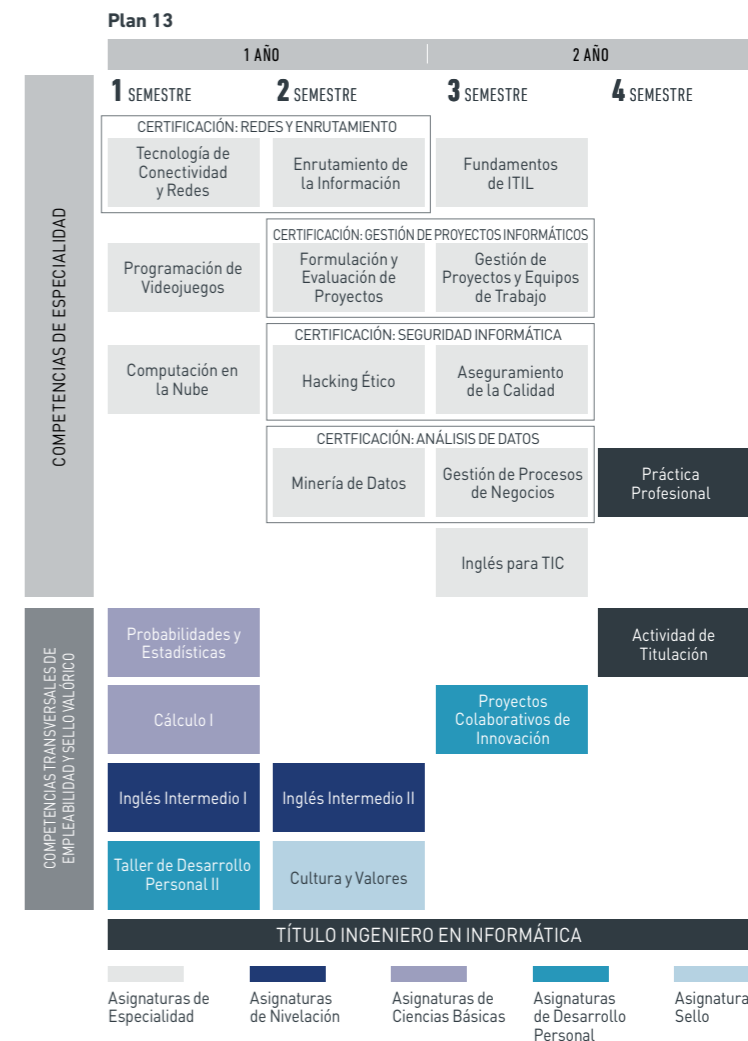 Plan 13
1 AÑO
2 AÑO
1 SEMESTRE
2 SEMESTRE
3 SEMESTRE
4 SEMESTRE
COMPETENCIAS DE ESPECIALIDAD
CERTIFICACIÓN: REDES Y ENRUTAMIENTO
Tecnología de
Conectividad
y Redes
Enrutamiento de
la Información
Fundamentos
de ITIL
CERTIFICACIÓN: GESTIÓN DE PROYECTOS INFORMÁTICOS
Programación de
Videojuegos
Formulación y
Evaluación de
Proyectos
Gestión de
Proyectos y Equipos
de Trabajo
CERTIFICACIÓN: SEGURIDAD INFORMÁTICA
Computación en
la Nube
Hacking Ético
Aseguramiento
de la Calidad
CERTFICACIÓN: ANÁLISIS DE DATOS
Minería de Datos
Gestión de Procesos
de Negocios
Práctica
Profesional
Inglés para TIC
COMPETENCIAS TRANSVERSALES DE
EMPLEABILIDAD Y SELLO VALÓRICO
Probabilidades y
Estadísticas
Actividad de
Titulación
Cálculo I
Proyectos
Colaborativos de
Innovación
Inglés Intermedio I
Inglés Intermedio II
Taller de Desarrollo
Personal II
Cultura y Valores
TÍTULO INGENIERO EN INFORMÁTICA
Asignaturas de
Especialidad
Asignaturas
de Nivelación
Asignaturas de
Ciencias Básicas
Asignaturas
de Desarrollo
Personal
Asignatura
Sello